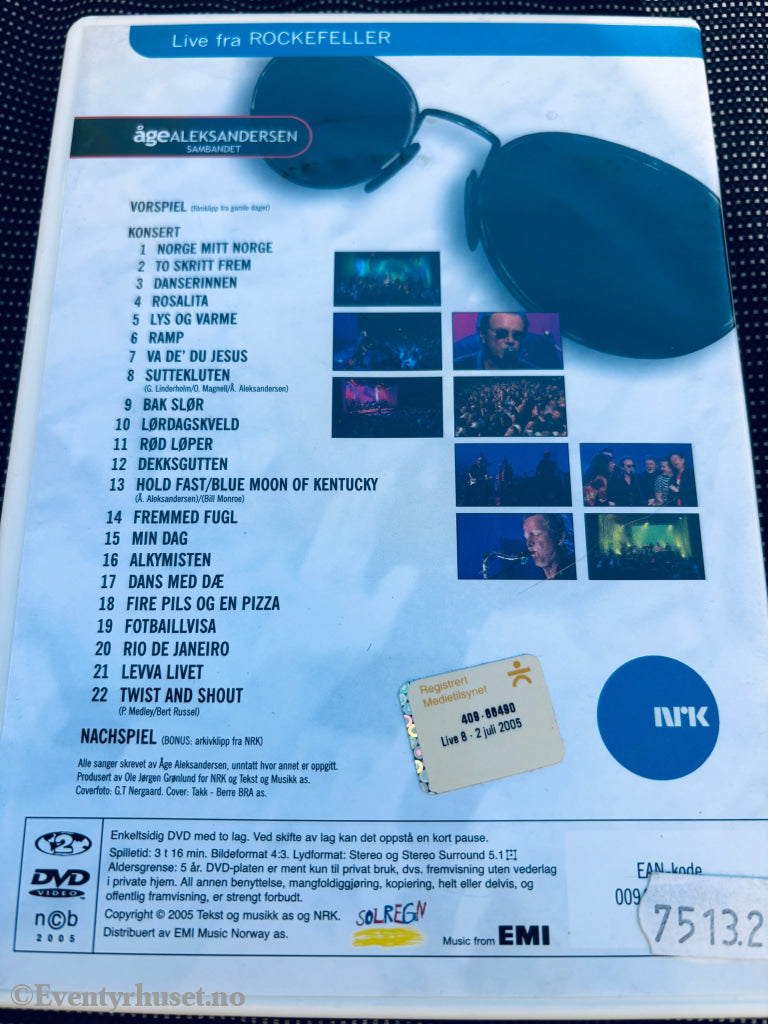 Live fra ROCKEFELLER
åge ALEKSANDERSEN
SAMBANDET
VORSPIEL (filmklipp fra gamle dager)
KONSERT
1 NORGE MITT NORGE
2 TO SKRITT FREM
3 DANSERINNEN
4 ROSALITA
5 LYS OG VARME
6 RAMP
7 VA DE' DU JESUS
8 SUTTEKLUTEN
(G. Linderholm/O. Magnell/Å. Aleksandersen)
9 BAK SLØR
10 LØRDAGSKVELD
11 RØD LØPER
12 DEKKSGUTTEN
13 HOLD FAST/BLUE MOON OF KENTUCKY
(Å. Aleksandersen)/(Bill Monroe)
14 FREMMED FUGL
15 MIN DAG
16 ALKYMISTEN
17 DANS MED DÆ
18 FIRE PILS OG EN PIZZA
19 FOTBAILLVISA
20 RIO DE JANEIRO
21 LEVVA LIVET
22 TWIST AND SHOUT
(P. Medley/Bert Russel)
NACHSPIEL (BONUS: arkivklipp fra NRK)
Alle sanger skrevet av Åge Aleksandersen, unntatt hvor annet er oppgitt.
Produsert av Ole Jørgen Grønlund for NRK og Tekst og Musikk as.
Coverfoto: G.T Nergaard. Cover: Takk - Berre BRA as.
Registrert
Medietilsynet
409-66490
Live 8 - 2 juli 2005
NRK
2
DVD
VIDEO
n©b
2005
Enkeltsidig DVD med to lag. Ved skifte av lag kan det oppstå en kort pause.
Spilletid: 3 t 16 min. Bildeformat 4:3. Lydformat: Stereo og Stereo Surround 5.1
Aldersgrense: 5 år. DVD-platen er ment kun til privat bruk, dvs. fremvisning uten vederlag
i private hjem. All annen benyttelse, mangfoldiggjøring, kopiering, helt eller delvis, og
offentlig framvisning, er strengt forbudt.
Copyright © 2005 Tekst og musikk as og NRK.
Distribuert av EMI Music Norway as.
SOLREGN
Music from EMI
EAN-kode
009
7513.2
©Eventyrhuset.no